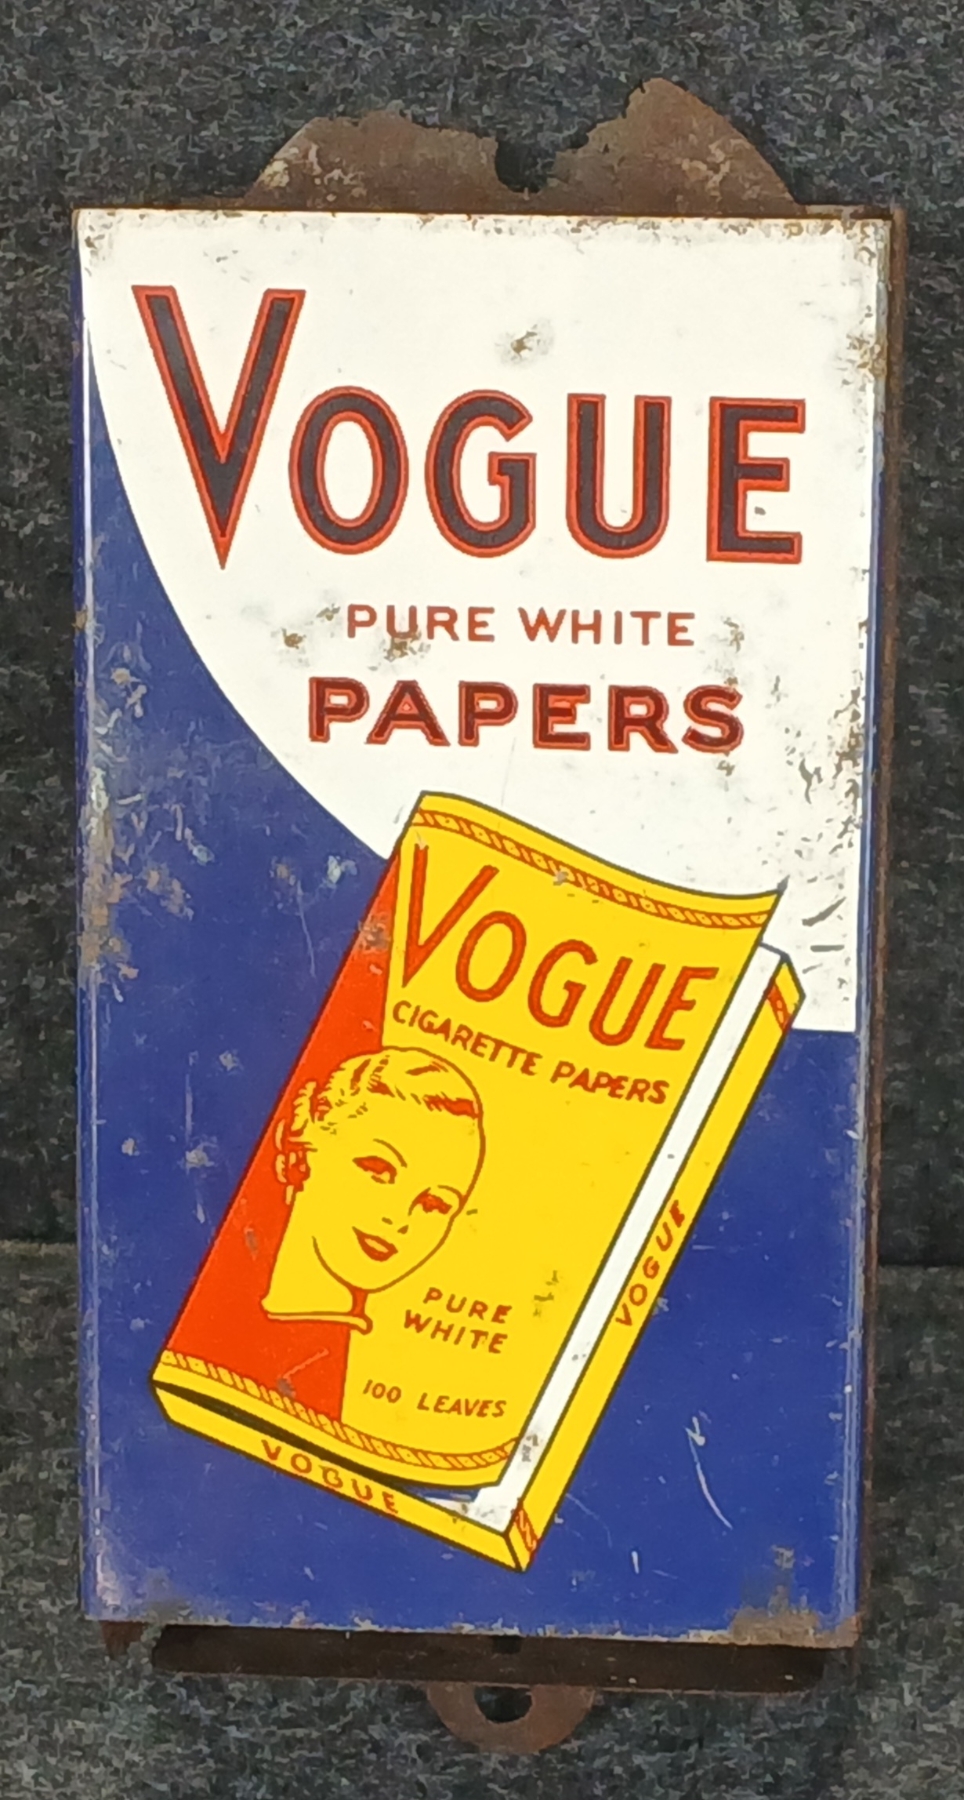 VOGUE
PURE WHITE
PAPERS
VOGUE
CIGARETTE PAPERS
PURE
WHITE
100 LEAVES
VOGUE
VOGUE